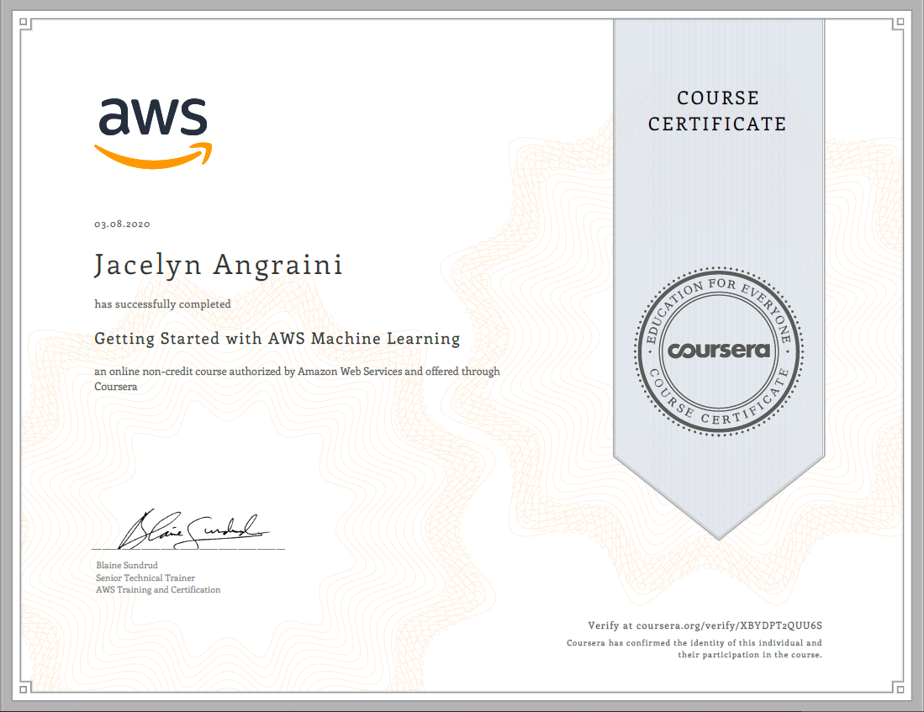 aws
COURSE
CERTIFICATE
03.08.2020
Jacelyn Angraini
has successfully completed
Getting Started with AWS Machine Learning
an online non-credit course authorized by Amazon Web Services and offered through
Coursera
EDUCATION FOR EVERYONE
coursera
COURSE CERTIFICATE
Blaine Sundrud
Blaine Sundrud
Senior Technical Trainer
AWS Training and Certification
Verify at coursera.org/verify/XBYDPT2QUU6S
Coursera has confirmed the identity of this individual and
their participation in the course.